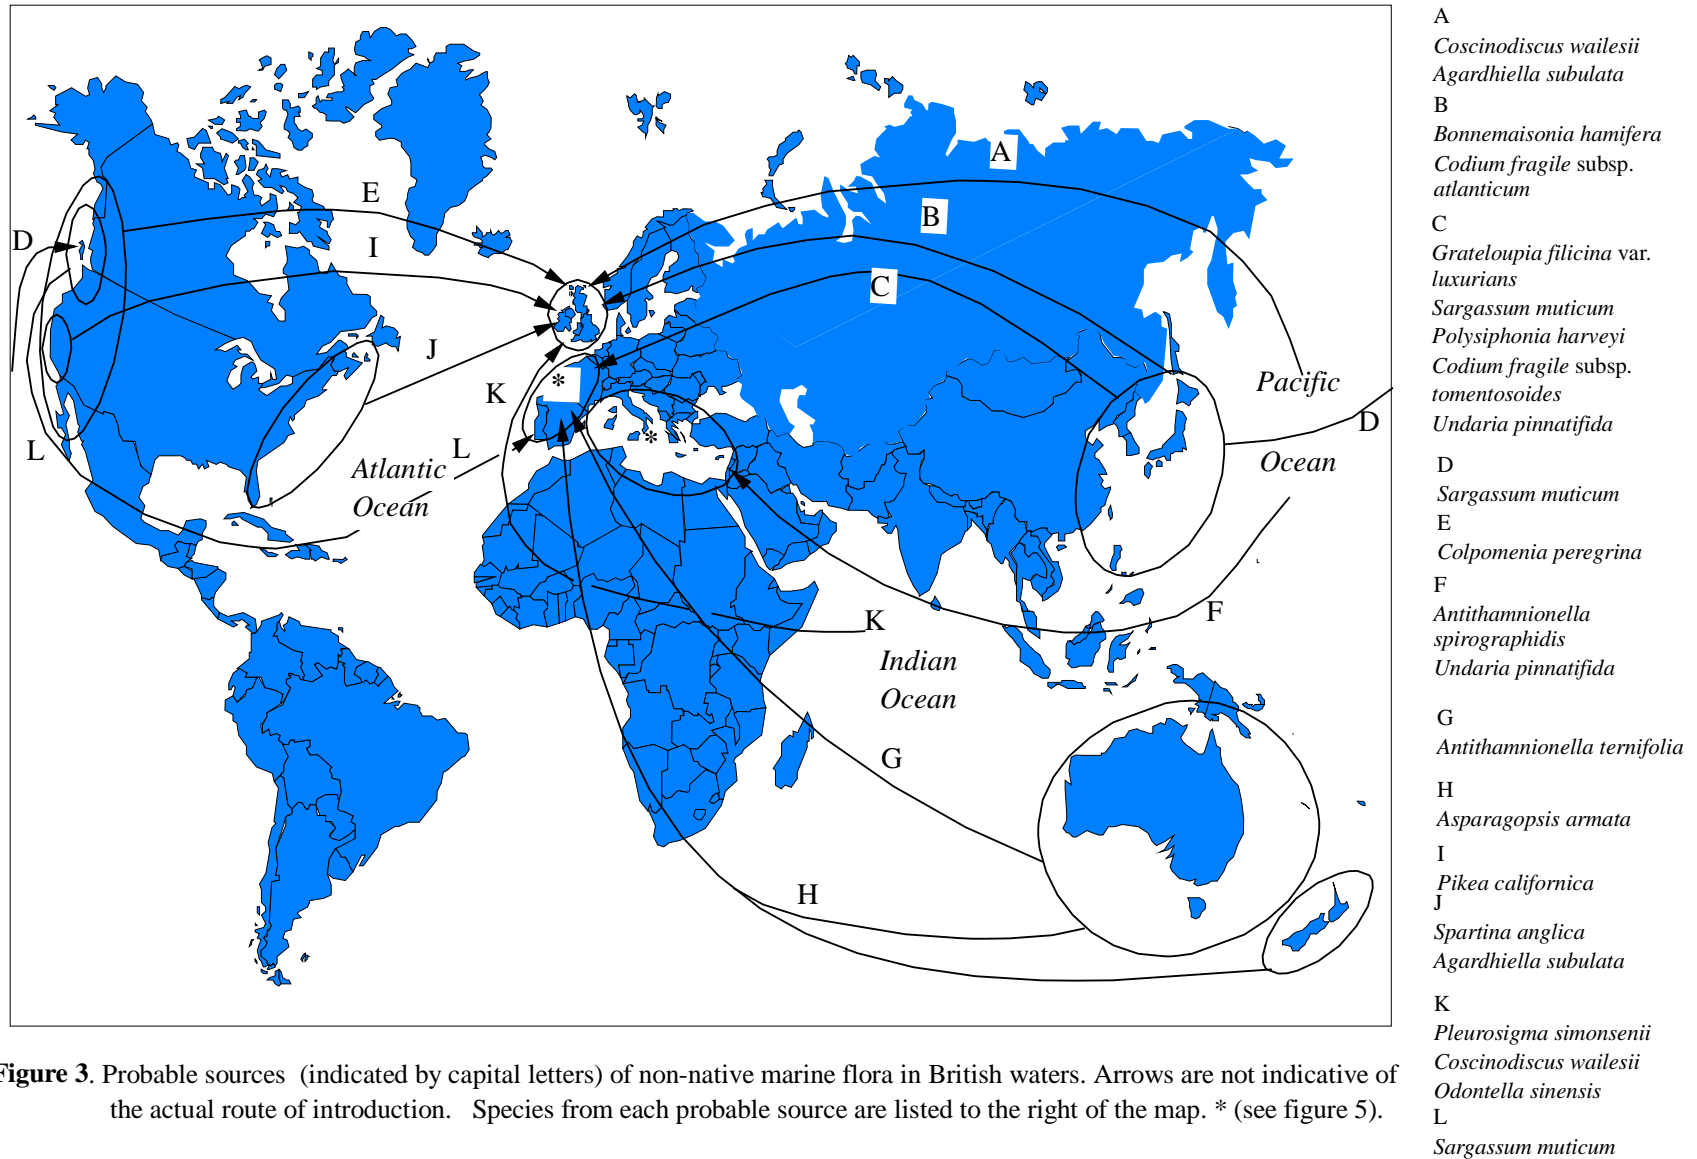 A
B
E
D
I
C
J
Pacific
*
K
D
L
*
L
Atlantic
Ocean
Ocean
F
K
Indian
Ocean
G
H
A
Coscinodiscus wailesii
Agardhiella subulata
B
Bonnemaisonia hamifera
Codium fragile subsp.
atlanticum
C
Grateloupia filicina var.
luxurians
Sargassum muticum
Polysiphonia harveyi
Codium fragile subsp.
tomentosoides
Undaria pinnatifida
D
Sargassum muticum
E
Colpomenia peregrina
F
Antithamnionella
spirographidis
Undaria pinnatifida
G
Antithamnionella ternifolia
H
Asparagopsis armata
I
Pikea californica
J
Spartina anglica
Agardhiella subulata
K
Pleurosigma simonsenii
Coscinodiscus wailesii
Odontella sinensis
L
Sargassum muticum
Figure 3. Probable sources (indicated by capital letters) of non-native marine flora in British waters. Arrows are not indicative of
the actual route of introduction. Species from each probable source are listed to the right of the map. * (see figure 5).